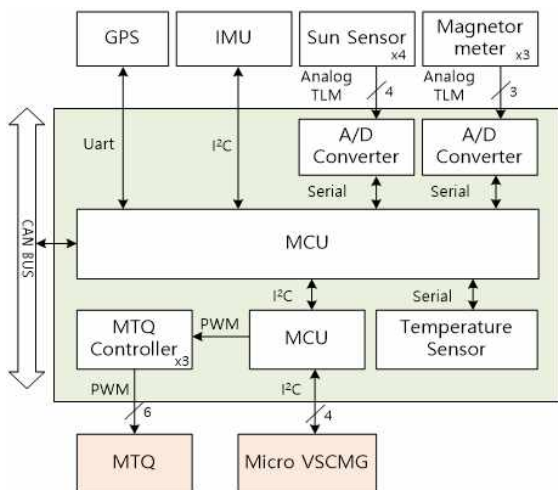 GPS
IMU
Sun Sensor
x4
Magnetor
meter
x3
Analog
TLM
4
Analog
TLM
3
Uart
I²C
A/D
Converter
A/D
Converter
Serial
Serial
CAN BUS
MCU
I²C
Serial
MTQ
Controller
x3
PWM
MCU
Temperature
Sensor
PWM
6
I²C
4
MTQ
Micro VSCMG